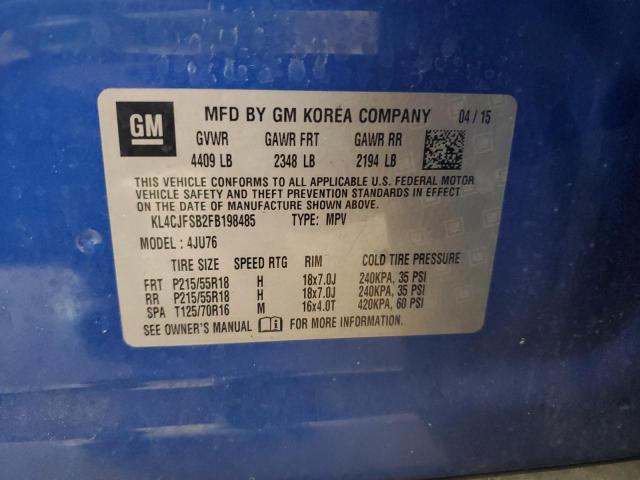 GM MFD BY GM KOREA COMPANY 04 / 15
GVWR GAWR FRT GAWR RR
4409 LB 2348 LB 2194 LB
THIS VEHICLE CONFORMS TO ALL APPLICABLE U.S. FEDERAL MOTOR
VEHICLE SAFETY AND THEFT PREVENTION STANDARDS IN EFFECT
ON THE DATE OF MANUFACTURE SHOWN ABOVE.
KL4CJFSB2FB198485 TYPE: MPV
MODEL : 4JU76
TIRE SIZE SPEED RTG RIM COLD TIRE PRESSURE
FRT P215/55R18 H 18x7.0J 240KPA, 35 PSI
RR P215/55R18 H 18x7.0J 240KPA, 35 PSI
SPA T125/70R16 M 16x4.0T 420KPA, 60 PSI
SEE OWNER'S MANUAL FOR MORE INFORMATION.